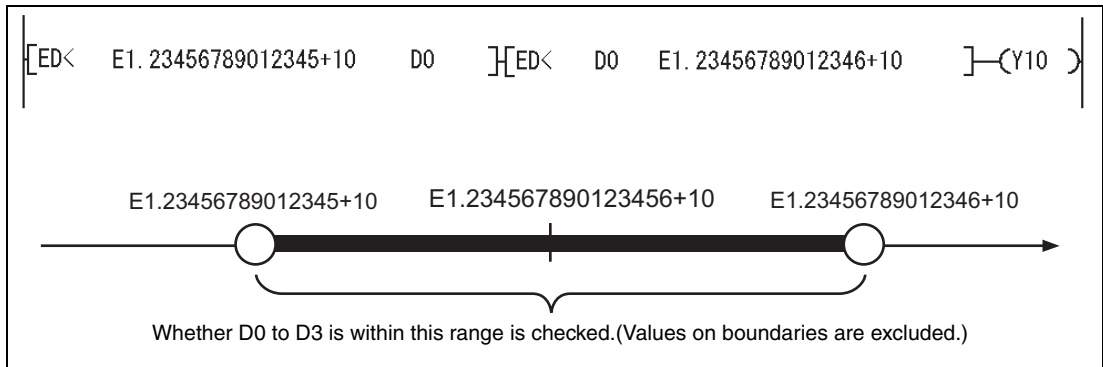 [ED< E1.23456789012345+10 D0 ][ED< D0 E1.23456789012346+10 ](Y10 )
E1.23456789012345+10 E1.234567890123456+10 E1.23456789012346+10
Whether D0 to D3 is within this range is checked.(Values on boundaries are excluded.)